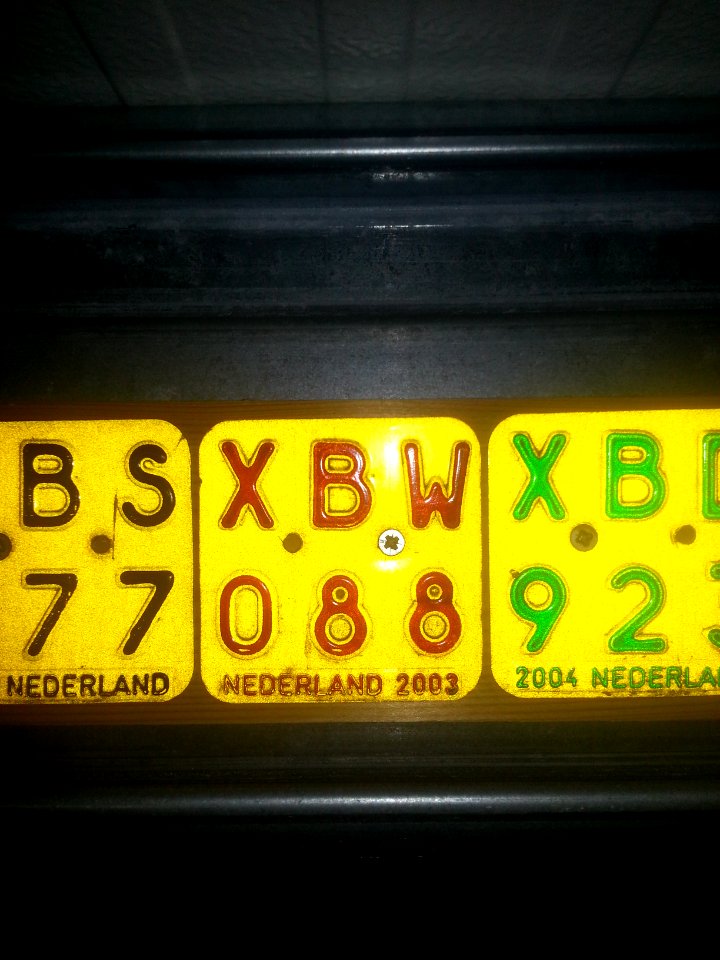 BS
77
NEDERLAND
XBW
088
NEDERLAND 2003
XB
92
2004 NEDERLA